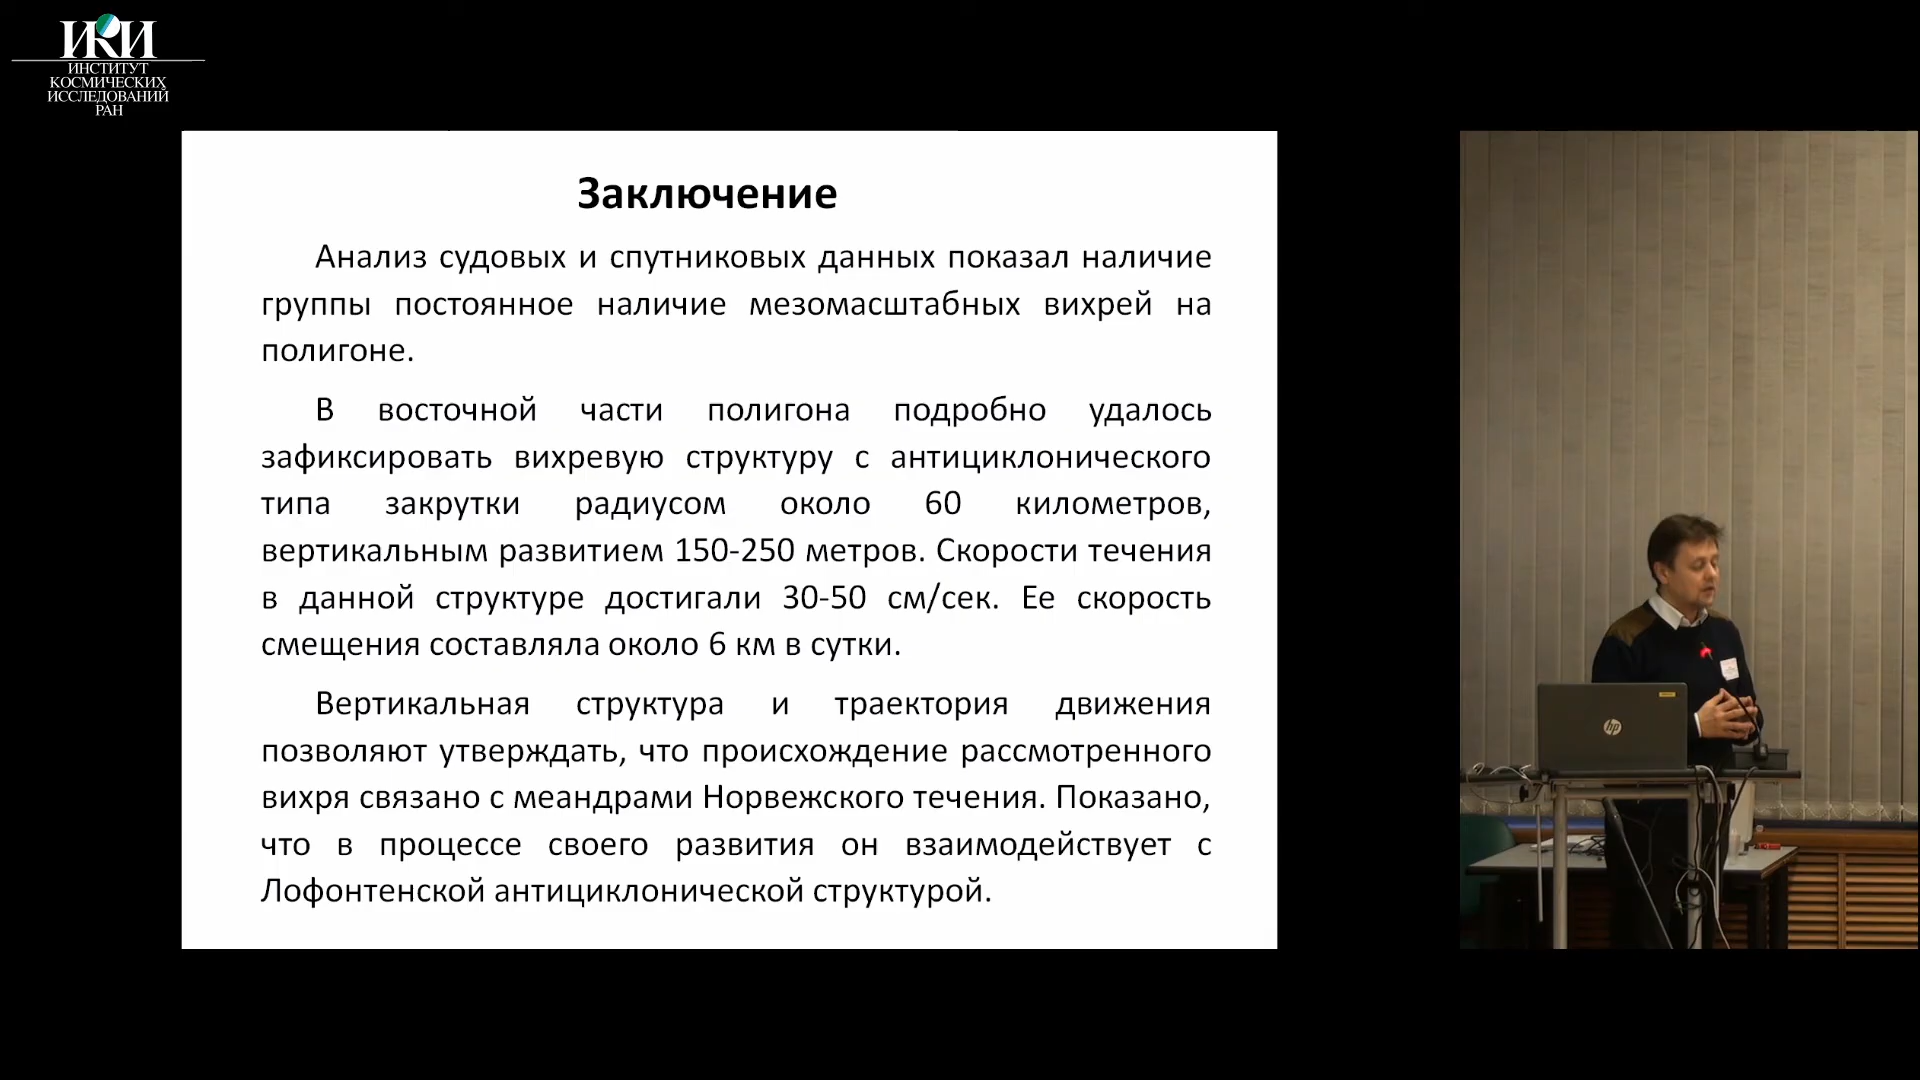 ИКИ
ИНСТИТУТ
КОСМИЧЕСКИХ
ИССЛЕДОВАНИЙ
РАН
Заключение
Анализ судовых и спутниковых данных показал наличие
группы постоянное наличие мезомасштабных вихрей на
полигоне.
В восточной части полигона подробно удалось
зафиксировать вихревую структуру с антициклонического
типа закрутки радиусом около 60 километров,
вертикальным развитием 150-250 метров. Скорости течения
в данной структуре достигали 30-50 см/сек. Ее скорость
смещения составляла около 6 км в сутки.
Вертикальная структура и траектория движения
позволяют утверждать, что происхождение рассмотренного
вихря связано с меандрами Норвежского течения. Показано,
что в процессе своего развития он взаимодействует с
Лофонтенской антициклонической структурой.
hp